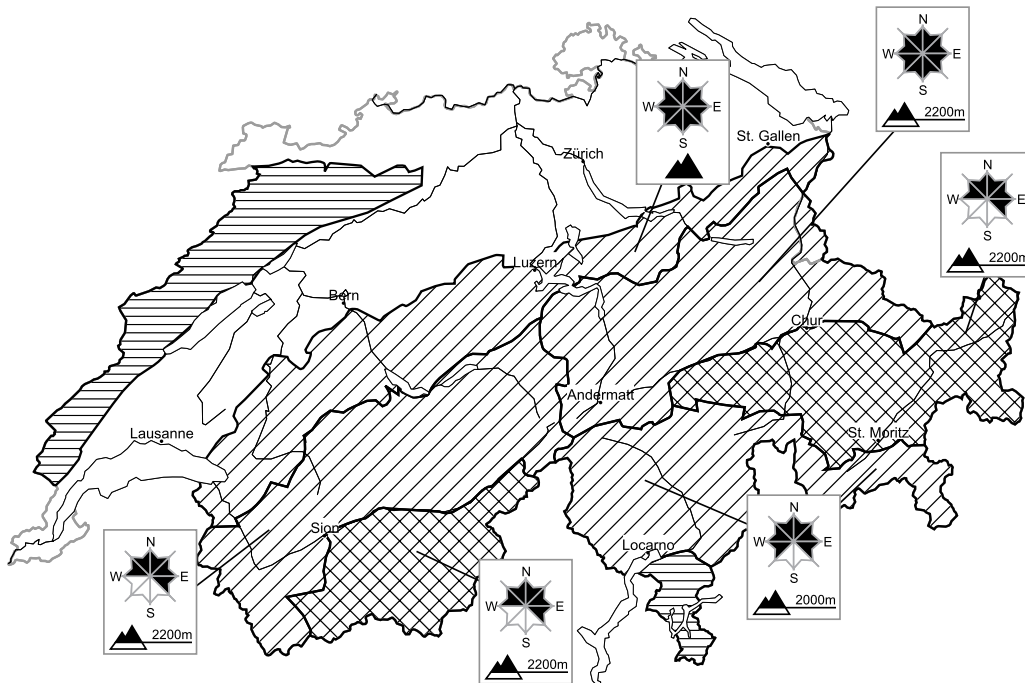 N
W E
S
2200m
N
W E
S
St. Gallen
Zürich
N
W E
S
2200m
Luzern
Bern
Chur
Andermatt
Lausanne
St. Moritz
N
W E
S
2000m
Sion
Locarno
N
W E
S
2200m
N
W E
S
2200m